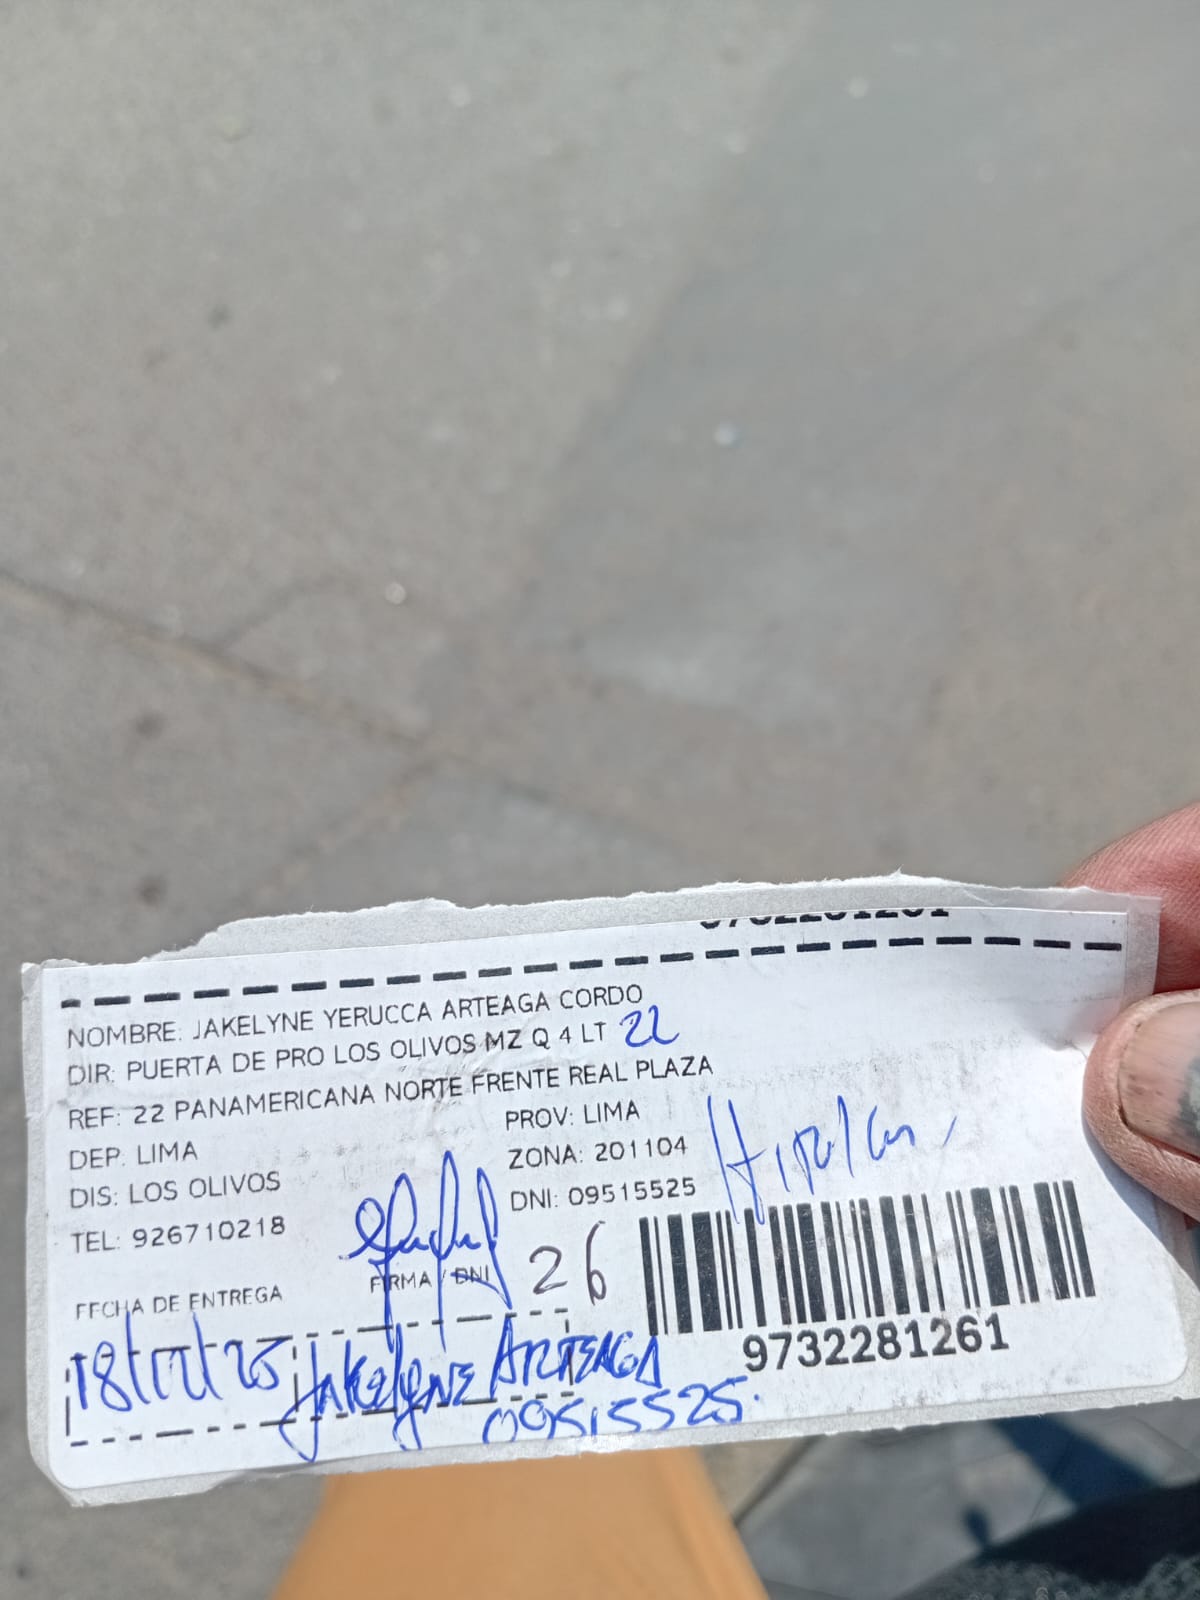 NOMBRE: JAKELYNE YERUCCA ARTEAGA CORDO
DIR: PUERTA DE PRO LOS OLIVOS MZ Q 4 LT 22
REF: 22 PANAMERICANA NORTE FRENTE REAL PLAZA
DEP. LIMA
PROV: LIMA
DIS: LOS OLIVOS
ZONA: 201104
TEL: 926710218
DNI: 09515525
FECHA DE ENTREGA
FIRMA / DNI
26
9732281261
JAKELYNE ARTEAGA
09515525